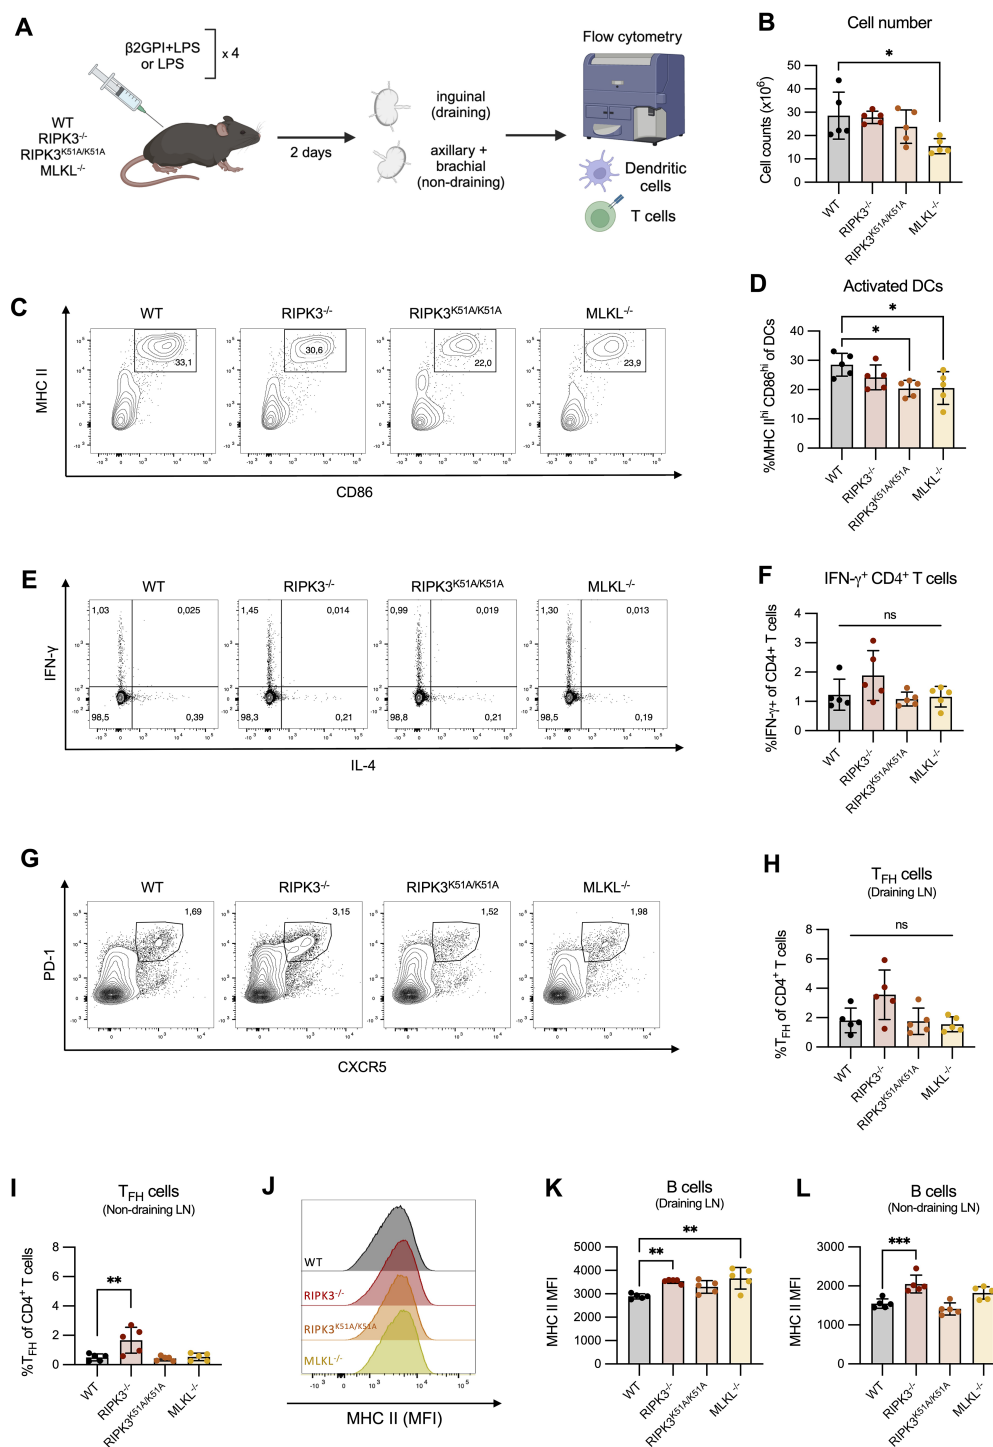 A
β2GPI+LPS
or LPS
x 4
WT
RIPK3-/-
RIPK3K51A/K51A
MLKL-/-
2 days
inguinal
(draining)
axillary +
brachial
(non-draining)
Flow cytometry
Dendritic
cells
T cells
B
Cell number
Cell counts (x10⁶)
50
40
30
20
10
0
WT
RIPK3-/-
RIPK3K51A/K51A
MLKL-/-
*
C
WT
RIPK3-/-
RIPK3K51A/K51A
MLKL-/-
33,1
30,6
22,0
23,9
MHC II
CD86
D
Activated DCs
%MHC IIhi CD86hi of DCs
40
30
20
10
0
*
*
WT
RIPK3-/-
RIPK3K51A/K51A
MLKL-/-
E
WT
RIPK3-/-
RIPK3K51A/K51A
MLKL-/-
1,03
0,025
1,45
0,014
0,99
0,019
1,30
0,013
98,5
0,39
98,3
0,21
98,8
0,21
98,5
0,19
IFN-γ
IL-4
F
IFN-γ+ CD4+ T cells
%IFN-γ+ of CD4+ T cells
4
3
2
1
0
ns
WT
RIPK3-/-
RIPK3K51A/K51A
MLKL-/-
G
WT
RIPK3-/-
RIPK3K51A/K51A
MLKL-/-
1,69
3,15
1,52
1,98
PD-1
CXCR5
H
TFH cells
(Draining LN)
%TFH of CD4+ T cells
8
6
4
2
0
ns
WT
RIPK3-/-
RIPK3K51A/K51A
MLKL-/-
I
TFH cells
(Non-draining LN)
%TFH of CD4+ T cells
8
6
4
2
0
**
WT
RIPK3-/-
RIPK3K51A/K51A
MLKL-/-
J
WT
RIPK3-/-
RIPK3K51A/K51A
MLKL-/-
-10 3
0
10 3
10 4
10 5
MHC II (MFI)
K
B cells
(Draining LN)
MHC II MFI
5000
4000
3000
2000
1000
0
**
**
WT
RIPK3-/-
RIPK3K51A/K51A
MLKL-/-
L
B cells
(Non-draining LN)
MHC II MFI
3000
2000
1000
0
***
WT
RIPK3-/-
RIPK3K51A/K51A
MLKL-/-